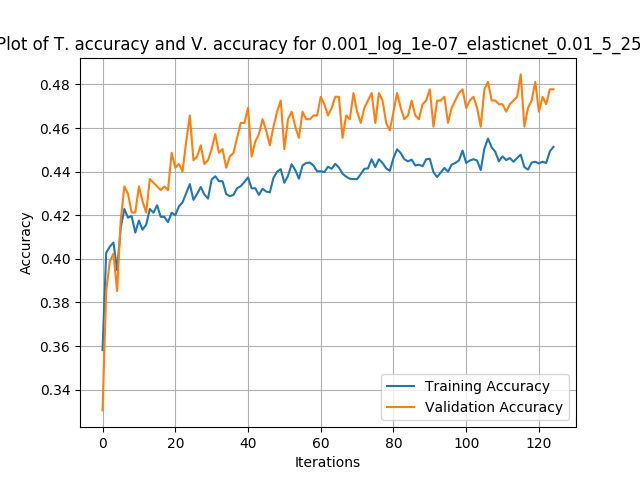 Plot of T. accuracy and V. accuracy for 0.001_log_1e-07_elasticnet_0.01_5_25
0.48
0.46
0.44
0.42
0.40
0.38
0.36
0.34
Accuracy
Training Accuracy
Validation Accuracy
0 20 40 60 80 100 120
Iterations